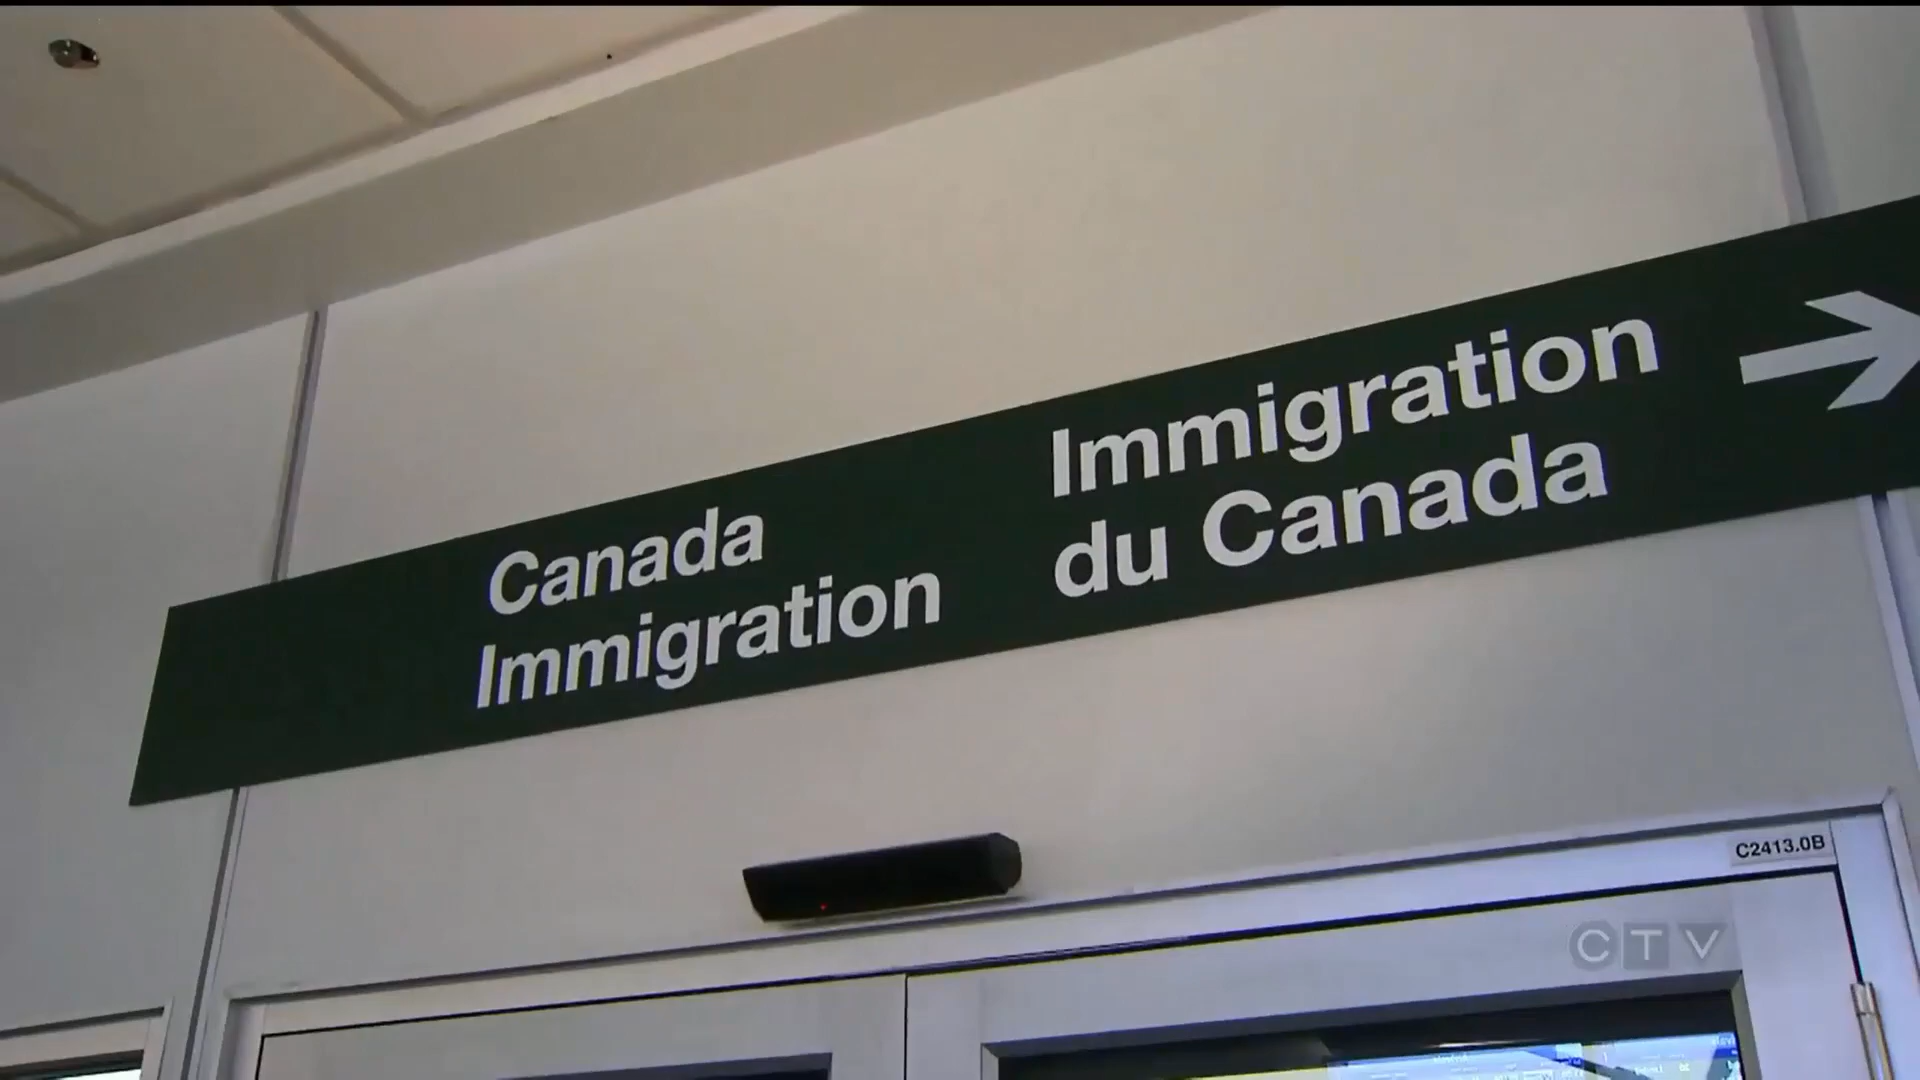 Canada
Immigration
Immigration
du Canada
C2413.0B
CTV